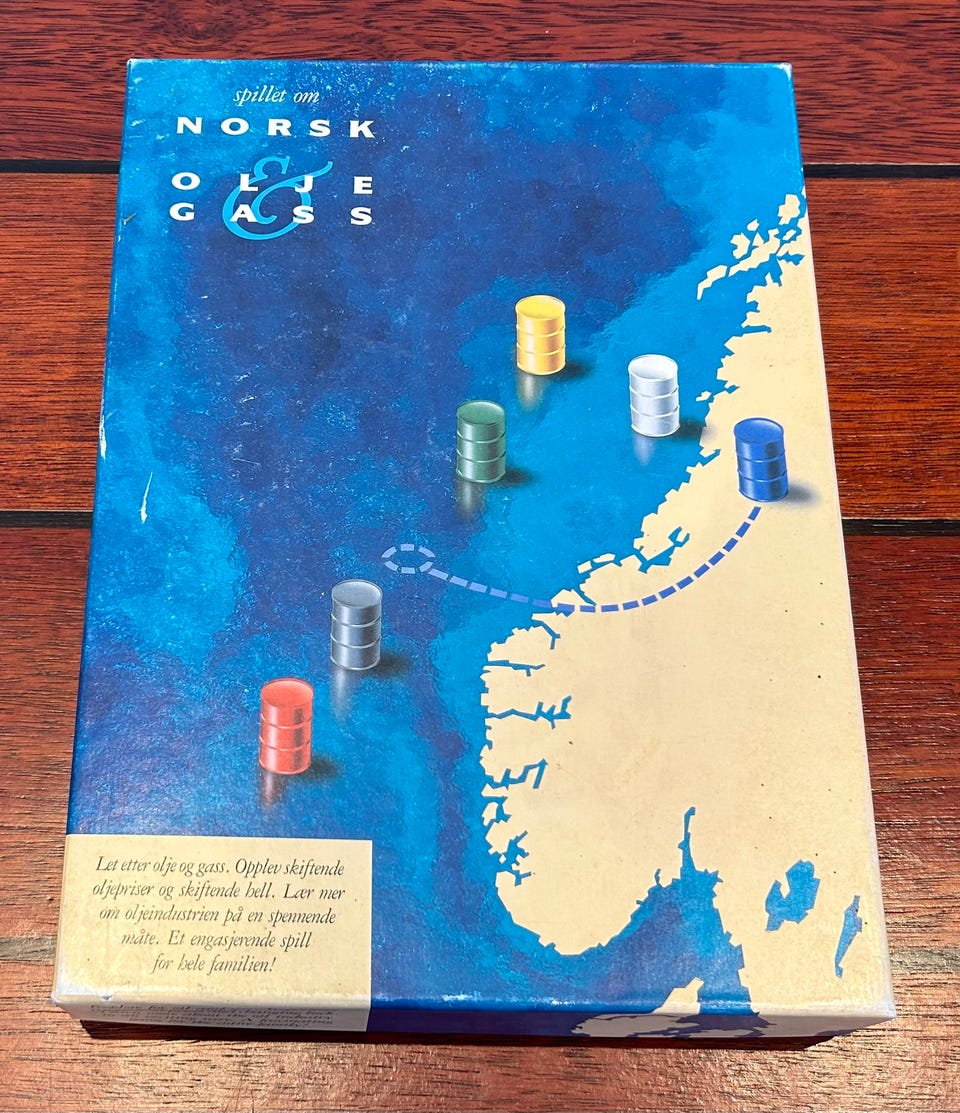 spillet om
NORSK
&
OLJE
GASS
Let etter olje og gass. Opplev skiftende
oljepriser og skiftende hell. Lær mer
om oljeindustrien på en spennende
måte. Et engasjerende spill
for hele familien!